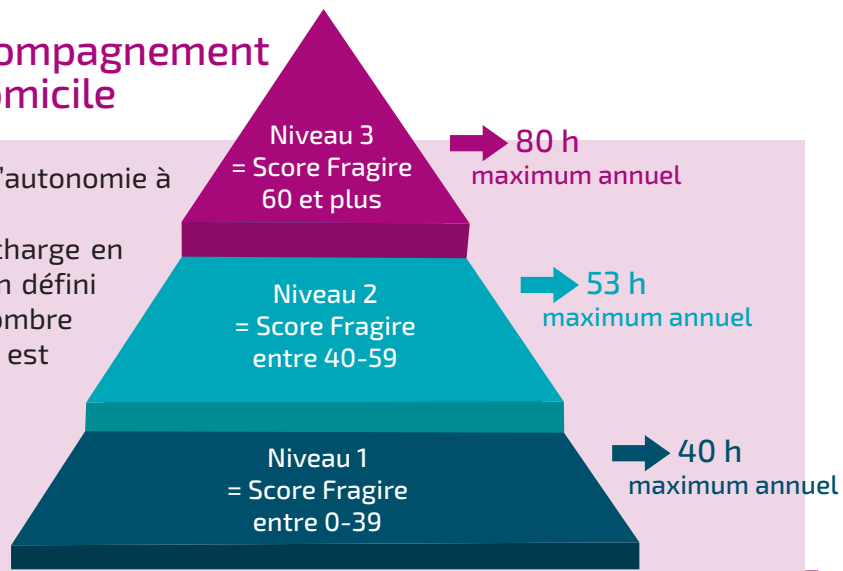 ompagnement
omicile
'autonomie à
charge en
n défini
ombre
est
Niveau 3
= Score Fragire
60 et plus
80 h
maximum annuel
Niveau 2
= Score Fragire
entre 40-59
53 h
maximum annuel
Niveau 1
= Score Fragire
entre 0-39
40 h
maximum annuel